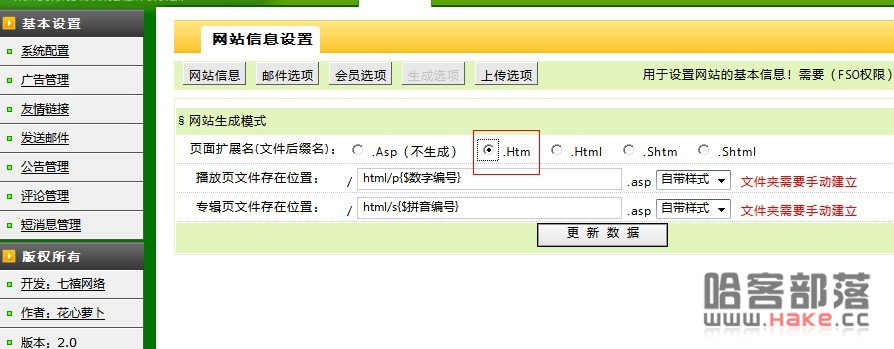 基本设置
系统配置
广告管理
友情链接
发送邮件
公告管理
评论管理
短消息管理
版权所有
开发：七禧网络
作者：花心萝卜
版本：2.0
网站信息设置
网站信息 邮件选项 会员选项 生成选项 上传选项 用于设置网站的基本信息！需要（FSO权限）
§ 网站生成模式
页面扩展名(文件后缀名)： .Asp（不生成） .Htm .Html .Shtm .Shtml
播放页文件存在位置： / html/p{$数字编号} .asp 自带样式 文件夹需要手动建立
专辑页文件存在位置： / html/s{$拼音编号} .asp 自带样式 文件夹需要手动建立
更 新 数 据
哈客部落
www.Hake.cc